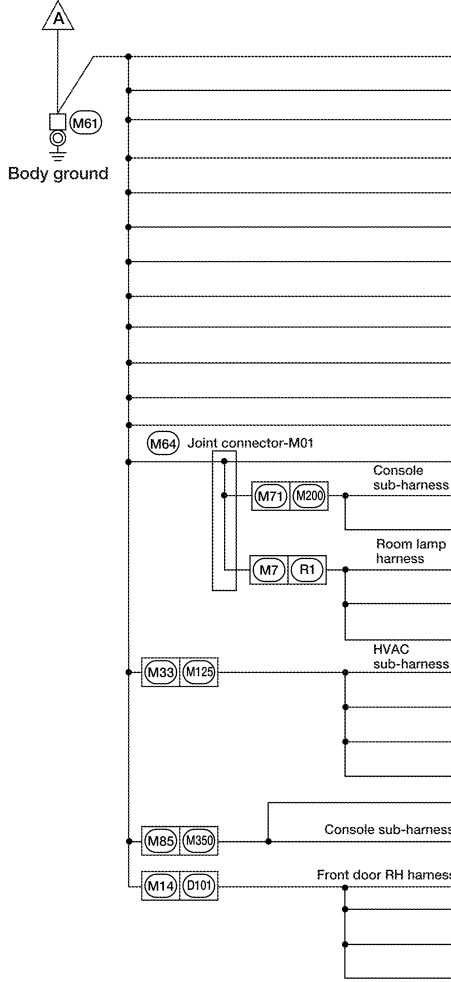 A
M61
Body ground
M64 Joint connector-M01
Console
sub-harness
M71 M200
Room lamp
harness
M7 R1
HVAC
sub-harness
M33 M125
Console sub-harness
M85 M350
Front door RH harness
M14 D101